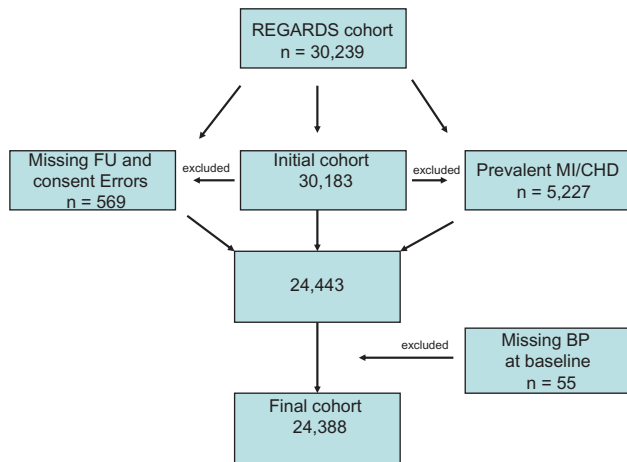 REGARDS cohort
n = 30,239
Missing FU and
consent Errors
n = 569
excluded
Initial cohort
30,183
excluded
Prevalent MI/CHD
n = 5,227
24,443
excluded
Missing BP
at baseline
n = 55
Final cohort
24,388